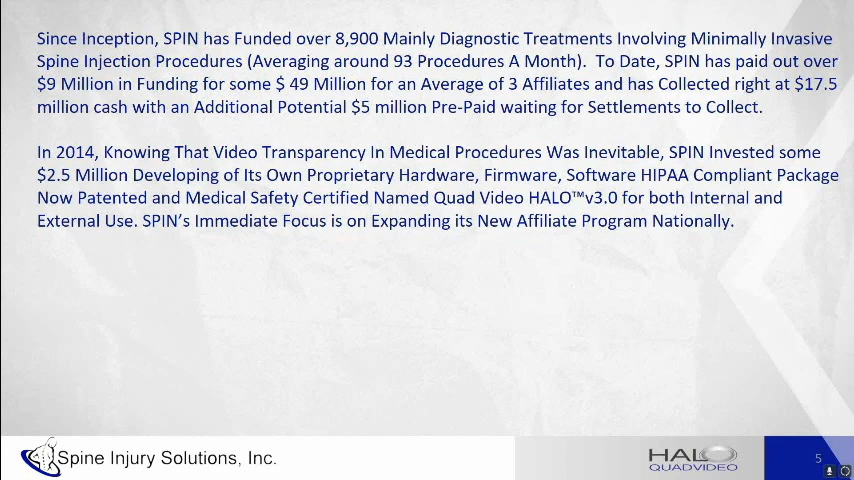 Since Inception, SPIN has Funded over 8,900 Mainly Diagnostic Treatments Involving Minimally Invasive
Spine Injection Procedures (Averaging around 93 Procedures A Month). To Date, SPIN has paid out over
$9 Million in Funding for some $ 49 Million for an Average of 3 Affiliates and has Collected right at $17.5
million cash with an Additional Potential $5 million Pre-Paid waiting for Settlements to Collect.
In 2014, Knowing That Video Transparency In Medical Procedures Was Inevitable, SPIN Invested some
$2.5 Million Developing of Its Own Proprietary Hardware, Firmware, Software HIPAA Compliant Package
Now Patented and Medical Safety Certified Named Quad Video HALO™v3.0 for both Internal and
External Use. SPIN's Immediate Focus is on Expanding its New Affiliate Program Nationally.
Spine Injury Solutions, Inc.
HALO
QUADVIDEO
5